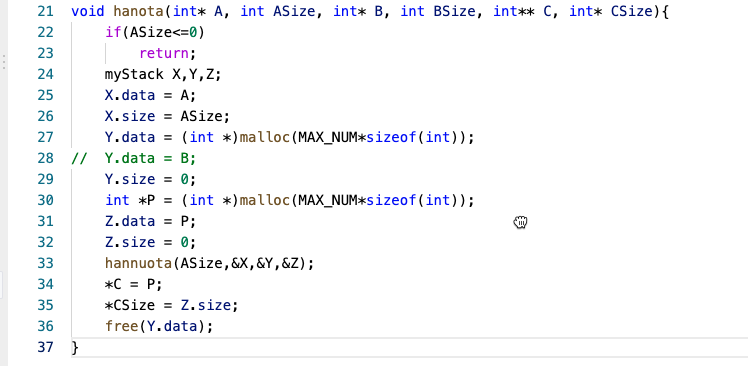 21 void hanota(int* A, int ASize, int* B, int BSize, int** C, int* CSize){
22     if(ASize<=0)
23         return;
24     myStack X,Y,Z;
25     X.data = A;
26     X.size = ASize;
27     Y.data = (int *)malloc(MAX_NUM*sizeof(int));
28 //  Y.data = B;
29     Y.size = 0;
30     int *P = (int *)malloc(MAX_NUM*sizeof(int));
31     Z.data = P;
32     Z.size = 0;
33     hannuota(ASize,&X,&Y,&Z);
34     *C = P;
35     *CSize = Z.size;
36     free(Y.data);
37 }